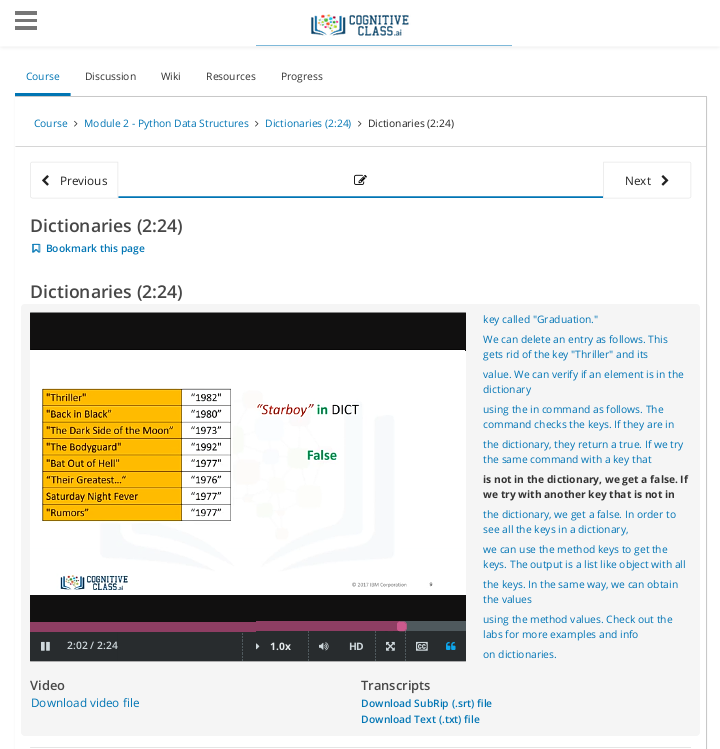 COGNITIVE
CLASS.ai
Course
Discussion
Wiki
Resources
Progress
Course > Module 2 - Python Data Structures > Dictionaries (2:24) > Dictionaries (2:24)
Previous
Next
Dictionaries (2:24)
Bookmark this page
Dictionaries (2:24)
"Thriller" "1982"
"Back in Black" "1980"
"The Dark Side of the Moon" "1973"
"The Bodyguard" "1992"
"Bat Out of Hell" "1977"
"Their Greatest..." "1976"
Saturday Night Fever "1977"
"Rumors" "1977"
"Starboy" in DICT
False
COGNITIVE
CLASS.ai
© 2017 IBM Corporation
2:02 / 2:24
1.0x
HD
key called "Graduation."
We can delete an entry as follows. This
gets rid of the key "Thriller" and its
value. We can verify if an element is in the
dictionary
using the in command as follows. The
command checks the keys. If they are in
the dictionary, they return a true. If we try
the same command with a key that
is not in the dictionary, we get a false. If
we try with another key that is not in
the dictionary, we get a false. In order to
see all the keys in a dictionary,
we can use the method keys to get the
keys. The output is a list like object with all
the keys. In the same way, we can obtain
the values
using the method values. Check out the
labs for more examples and info
on dictionaries.
Video
Download video file
Transcripts
Download SubRip (.srt) file
Download Text (.txt) file